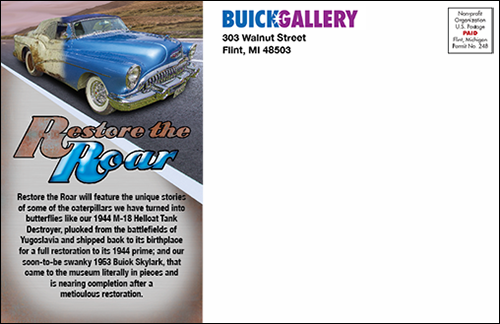 BUICK GALLERY
303 Walnut Street
Flint, MI 48503
Nonprofit
Organization
U.S. Postage
PAID
Flint, Michigan
Permit No. 248
Restore the
Roar
Restore the Roar will feature the unique stories
of some of the caterpillars we have turned into
butterflies like our 1944 M-18 Hellcat Tank
Destroyer, plucked from the battlefields of
Yugoslavia and shipped back to its birthplace
for a full restoration to its 1944 prime; and our
soon-to-be swanky 1953 Buick Skylark, that
came to the museum literally in pieces and
is nearing completion after a
meticulous restoration.